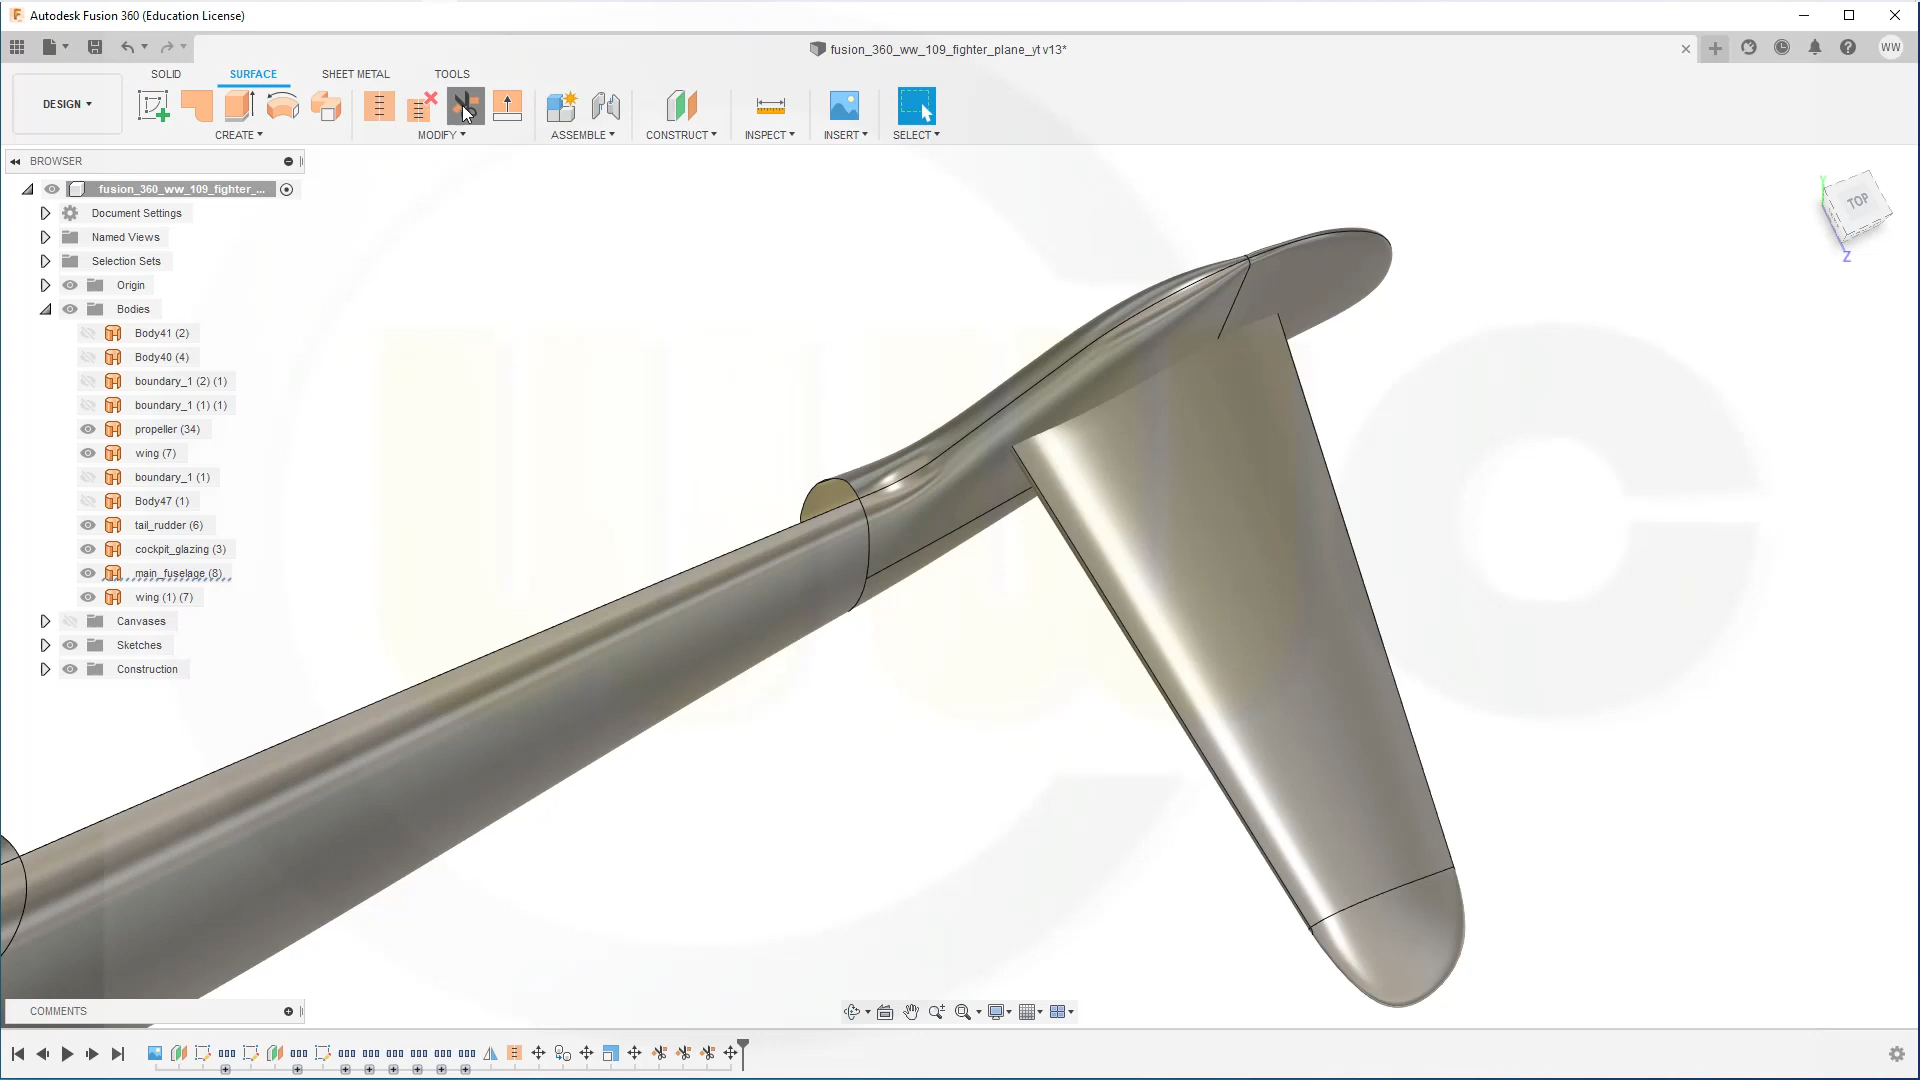 Autodesk Fusion 360 (Education License)
fusion_360_ww_109_fighter_plane_yt v13*
WW
DESIGN
SOLID
SURFACE
SHEET METAL
TOOLS
CREATE
MODIFY
ASSEMBLE
CONSTRUCT
INSPECT
INSERT
SELECT
BROWSER
fusion_360_ww_109_fighter_...
Document Settings
Named Views
Selection Sets
Origin
Bodies
Body41 (2)
Body40 (4)
boundary_1 (2) (1)
boundary_1 (1) (1)
propeller (34)
wing (7)
boundary_1 (1)
Body47 (1)
tail_rudder (6)
cockpit_glazing (3)
main_fuselage (8)
wing (1) (7)
Canvases
Sketches
Construction
Y
TOP
Z
COMMENTS